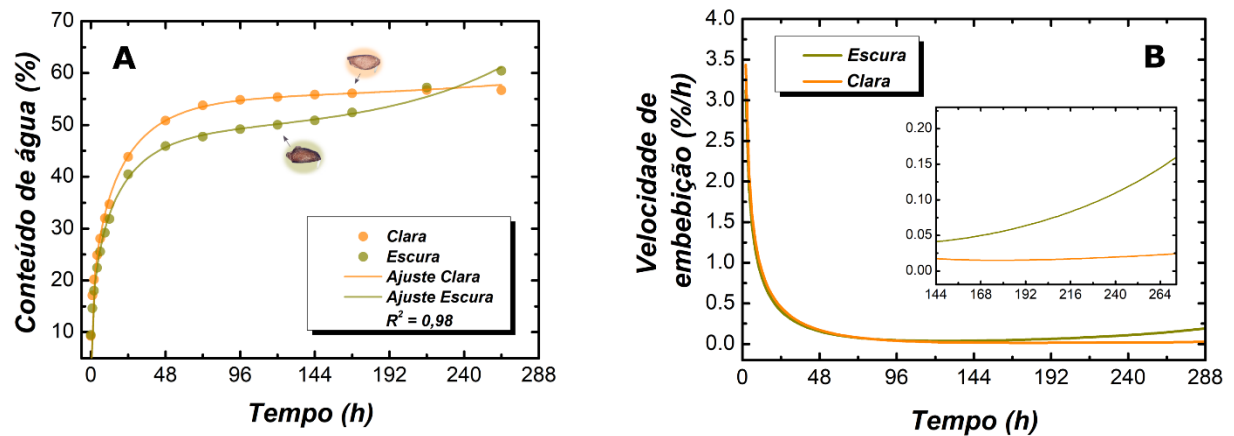 A
Conteúdo de água (%)
70
60
50
40
30
20
10
Clara
Escura
Ajuste Clara
Ajuste Escura
R² = 0,98
0 48 96 144 192 240 288
Tempo (h)
B
Velocidade de
embebição (%/h)
4.0
3.5
3.0
2.5
2.0
1.5
1.0
0.5
0.0
Escura
Clara
0.20
0.15
0.10
0.05
0.00
144 168 192 216 240 264
0 48 96 144 192 240 288
Tempo (h)